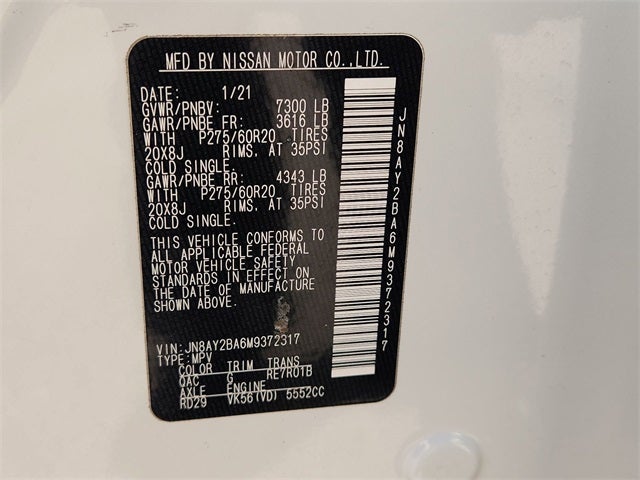 MFD BY NISSAN MOTOR CO.,LTD.
DATE: 1/21
GVWR/PNBV: 7300 LB
GAWR/PNBE FR: 3616 LB
WITH P275/60R20 TIRES
20X8J RIMS, AT 35PSI
COLD SINGLE.
GAWR/PNBE RR: 4343 LB
WITH P275/60R20 TIRES
20X8J RIMS, AT 35PSI
COLD SINGLE.
THIS VEHICLE CONFORMS TO
ALL APPLICABLE FEDERAL
MOTOR VEHICLE SAFETY
STANDARDS IN EFFECT ON
THE DATE OF MANUFACTURE
SHOWN ABOVE.
VIN: JN8AY2BA6M9372317
TYPE: MPV
COLOR TRIM TRANS
QAC G RE7R01B
AXLE ENGINE
RD29 VK56(VD) 5552CC
JN8AY2BA6M9372317